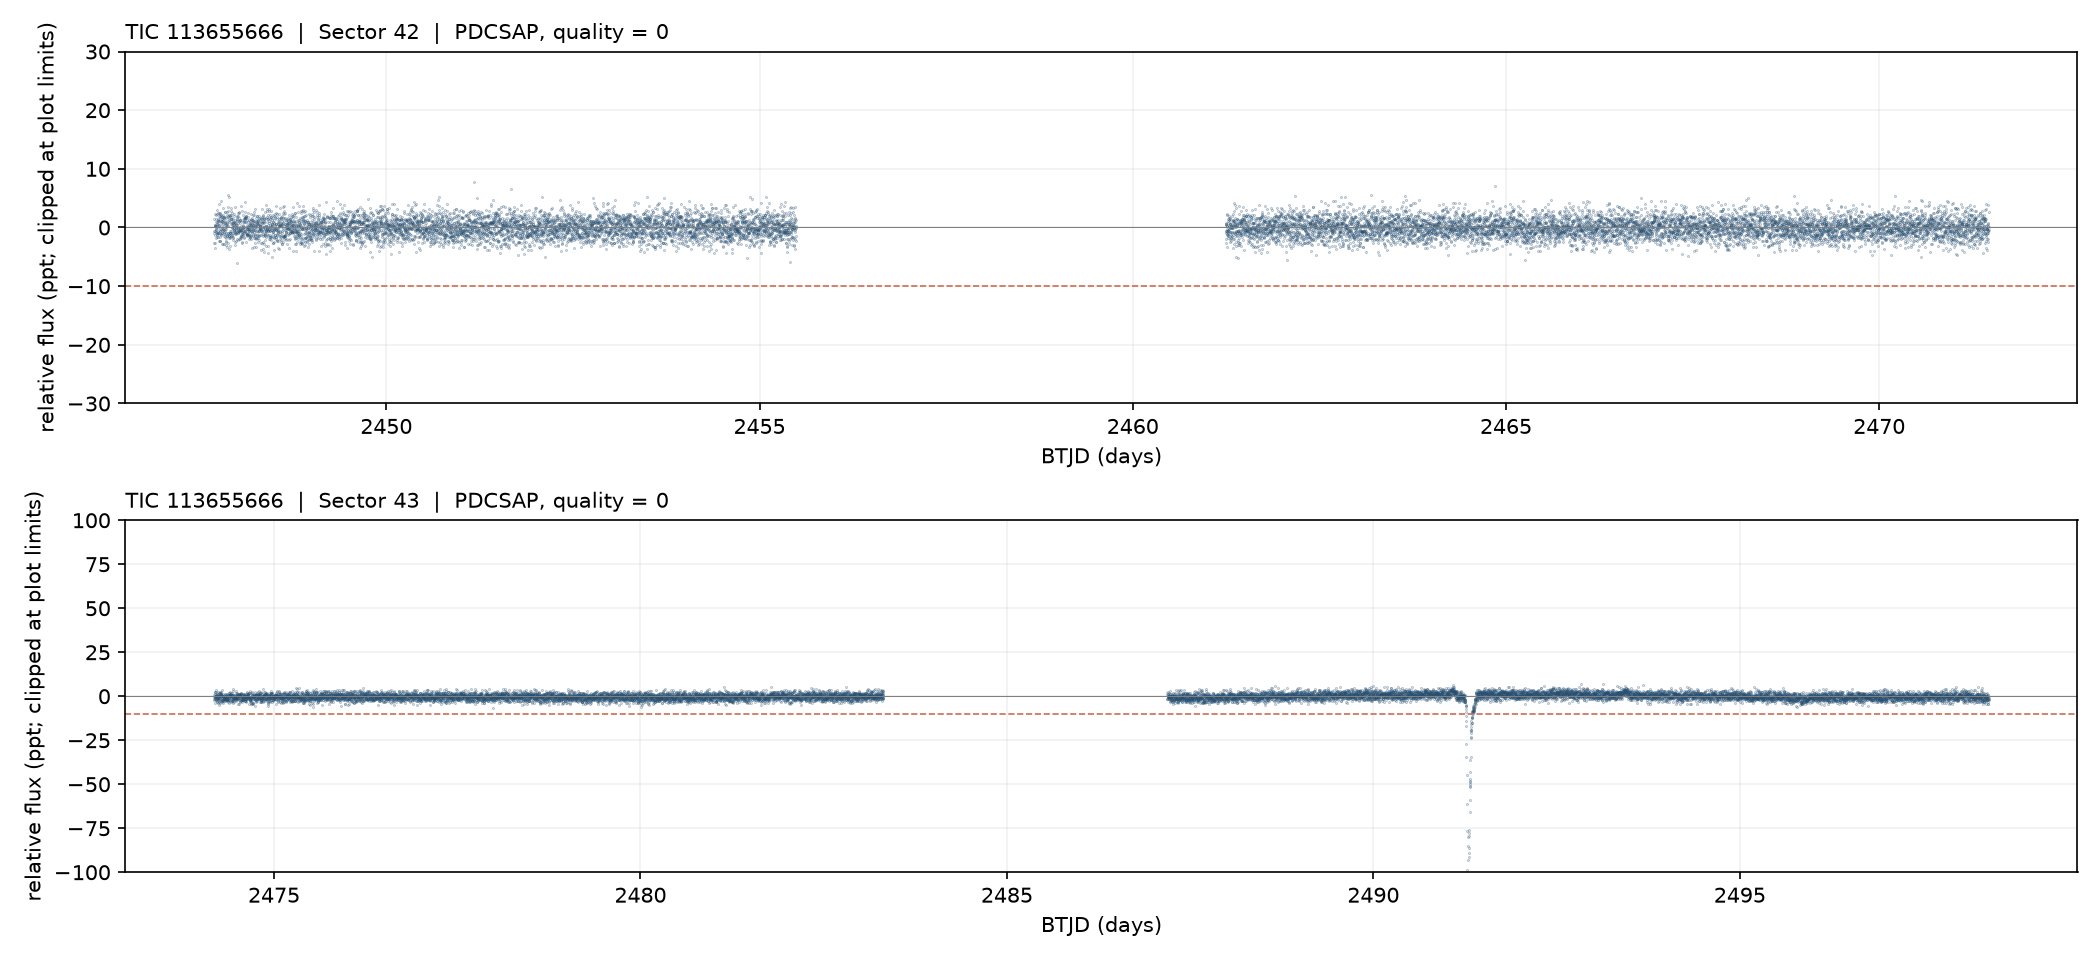 TIC 113655666 | Sector 42 | PDCSAP, quality = 0
relative flux (ppt; clipped at plot limits)
30
20
10
0
−10
−20
−30
2450 2455 2460 2465 2470
BTJD (days)
TIC 113655666 | Sector 43 | PDCSAP, quality = 0
relative flux (ppt; clipped at plot limits)
100
75
50
25
0
−25
−50
−75
−100
2475 2480 2485 2490 2495
BTJD (days)